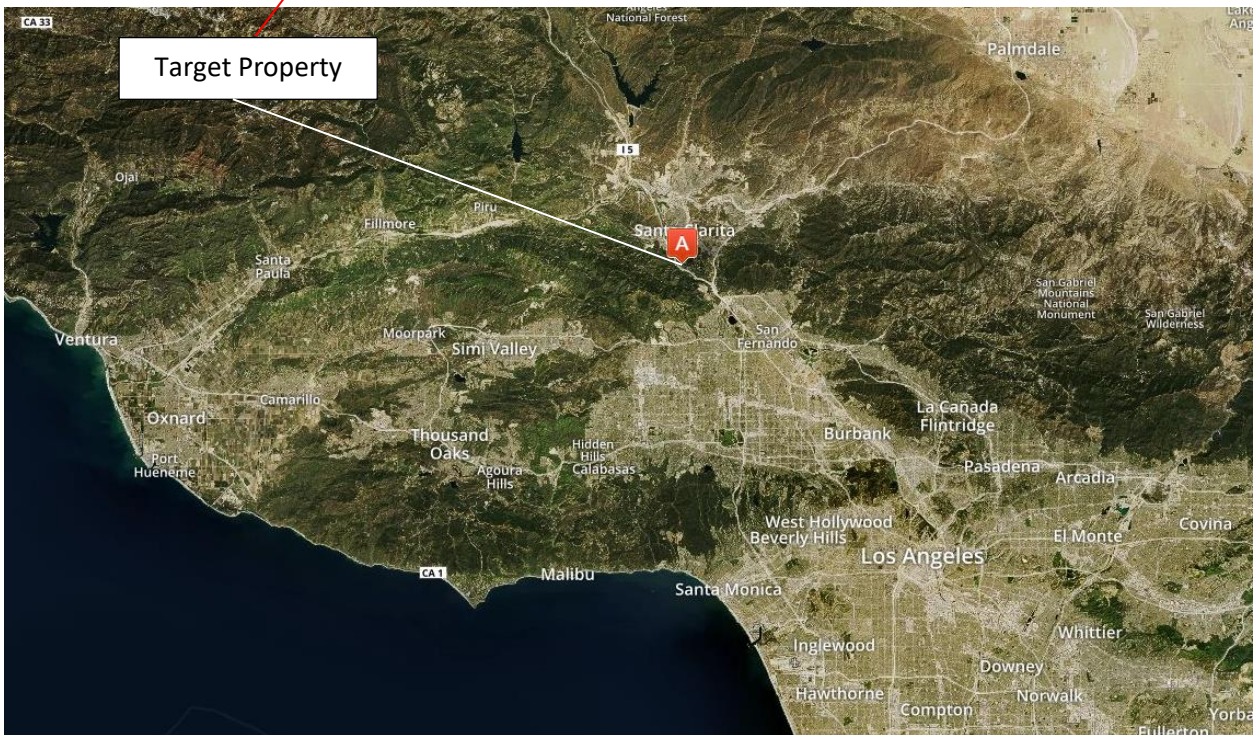 CA 33
Angeles
National Forest
Palmdale
Target Property
I 5
Ojai
Piru
Fillmore
Santa Clarita
A
Santa
Paula
San Gabriel
Mountains
National
Monument
San Gabriel
Wilderness
Ventura
Moorpark
Simi Valley
San
Fernando
Camarillo
Oxnard
La Cañada
Flintridge
Thousand
Oaks
Hidden
Hills
Calabasas
Burbank
Port
Hueneme
Agoura
Hills
Pasadena
Arcadia
West Hollywood
Beverly Hills
Covina
El Monte
Los Angeles
CA 1
Malibu
Santa Monica
Whittier
Inglewood
Downey
Hawthorne
Norwalk
Compton
Fullerton